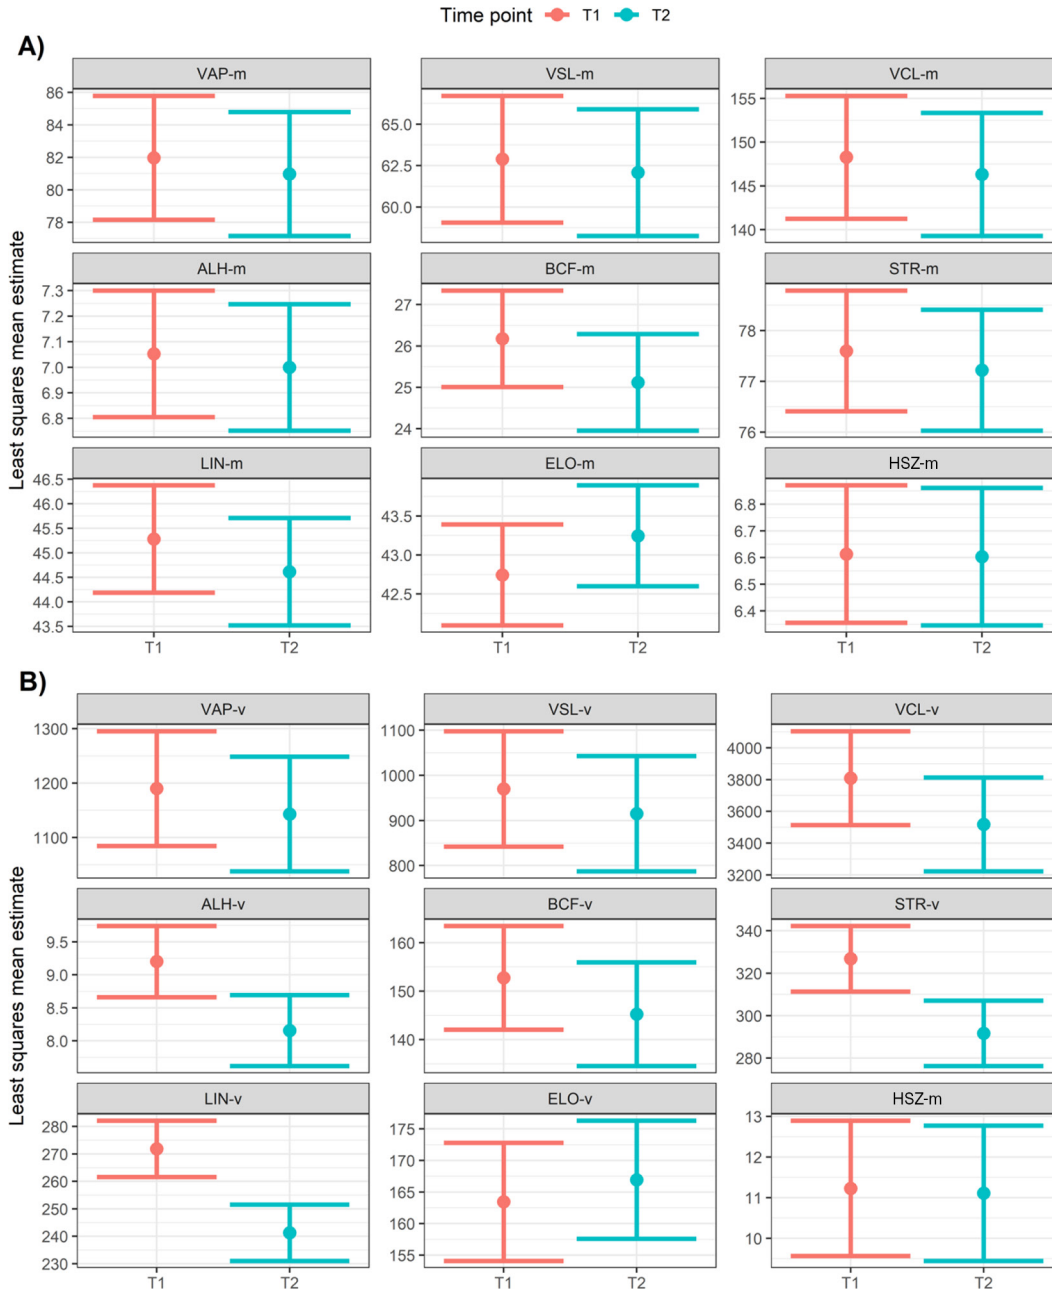 Time point T1 T2
A)
VAP-m VSL-m VCL-m
86 84 82 80 78
65.0 62.5 60.0
155 150 145 140
ALH-m BCF-m STR-m
7.3 7.2 7.1 7.0 6.9 6.8
27 26 25 24
78 77 76
LIN-m ELO-m HSZ-m
46.5 46.0 45.5 45.0 44.5 44.0 43.5
43.5 43.0 42.5
6.8 6.7 6.6 6.5 6.4
T1 T2 T1 T2 T1 T2
Least squares mean estimate
B)
VAP-v VSL-v VCL-v
1300 1200 1100
1100 1000 900 800
4000 3800 3600 3400 3200
ALH-v BCF-v STR-v
9.5 9.0 8.5 8.0
160 150 140
340 320 300 280
LIN-v ELO-v HSZ-m
280 270 260 250 240 230
175 170 165 160 155
13 12 11 10
T1 T2 T1 T2 T1 T2
Least squares mean estimate